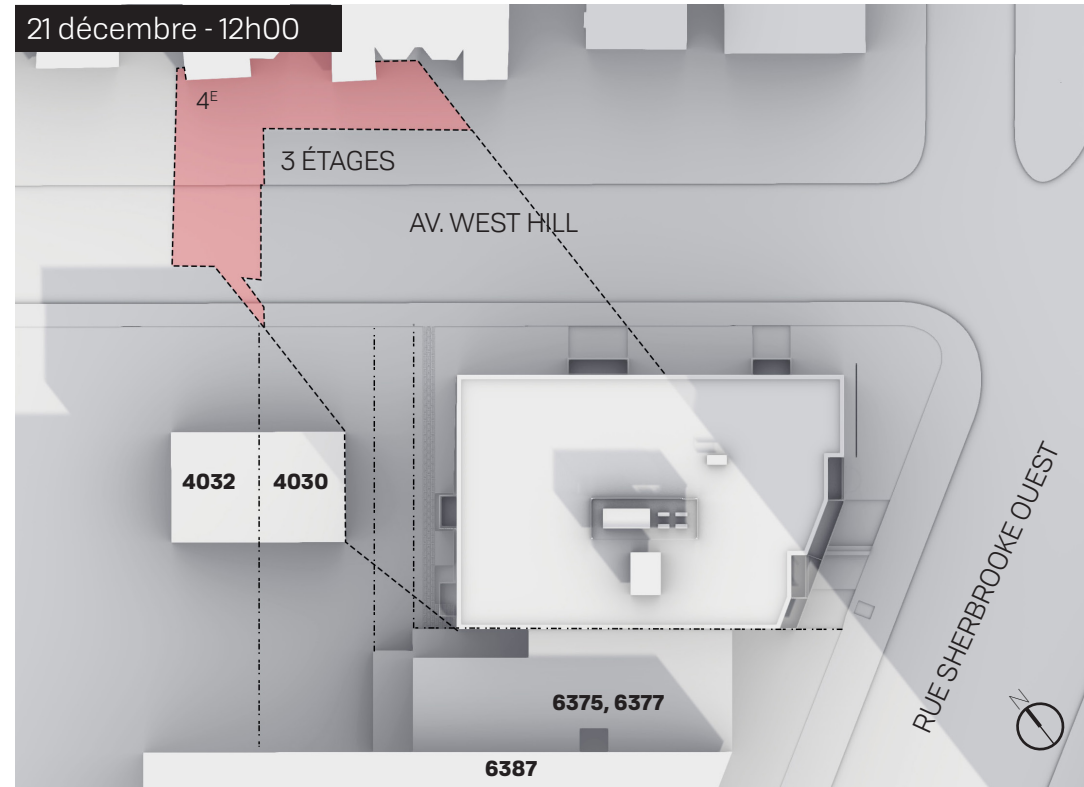 21 décembre - 12h00
4ᴱ
3 ÉTAGES
AV. WEST HILL
4032
4030
RUE SHERBROOKE OUEST
6375, 6377
N
6387